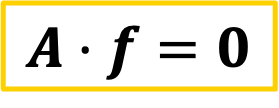 A · f = 0